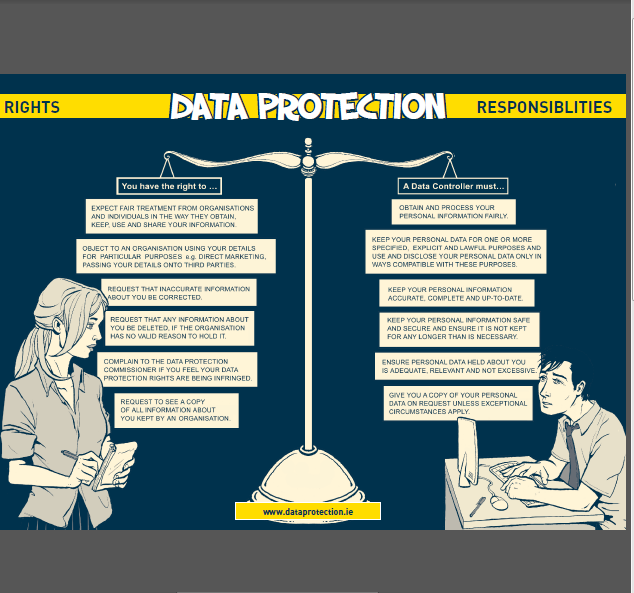 RIGHTS
DATA PROTECTION
RESPONSIBLITIES
You have the right to ...
EXPECT FAIR TREATMENT FROM ORGANISATIONS
AND INDIVIDUALS IN THE WAY THEY OBTAIN,
KEEP, USE AND SHARE YOUR INFORMATION.
OBJECT TO AN ORGANISATION USING YOUR DETAILS
FOR PARTICULAR PURPOSES e.g. DIRECT MARKETING,
PASSING YOUR DETAILS ONTO THIRD PARTIES.
REQUEST THAT INACCURATE INFORMATION
ABOUT YOU BE CORRECTED.
REQUEST THAT ANY INFORMATION ABOUT
YOU BE DELETED, IF THE ORGANISATION
HAS NO VALID REASON TO HOLD IT.
COMPLAIN TO THE DATA PROTECTION
COMMISSIONER IF YOU FEEL YOUR DATA
PROTECTION RIGHTS ARE BEING INFRINGED.
REQUEST TO SEE A COPY
OF ALL INFORMATION ABOUT
YOU KEPT BY AN ORGANISATION.
A Data Controller must...
OBTAIN AND PROCESS YOUR
PERSONAL INFORMATION FAIRLY.
KEEP YOUR PERSONAL DATA FOR ONE OR MORE
SPECIFIED, EXPLICIT AND LAWFUL PURPOSES AND
USE AND DISCLOSE YOUR PERSONAL DATA ONLY IN
WAYS COMPATIBLE WITH THESE PURPOSES.
KEEP YOUR PERSONAL INFORMATION
ACCURATE, COMPLETE AND UP-TO-DATE.
KEEP YOUR PERSONAL INFORMATION SAFE
AND SECURE AND ENSURE IT IS NOT KEPT
FOR ANY LONGER THAN IS NECESSARY.
ENSURE PERSONAL DATA HELD ABOUT YOU
IS ADEQUATE, RELEVANT AND NOT EXCESSIVE.
GIVE YOU A COPY OF YOUR PERSONAL
DATA ON REQUEST UNLESS EXCEPTIONAL
CIRCUMSTANCES APPLY.
www.dataprotection.ie